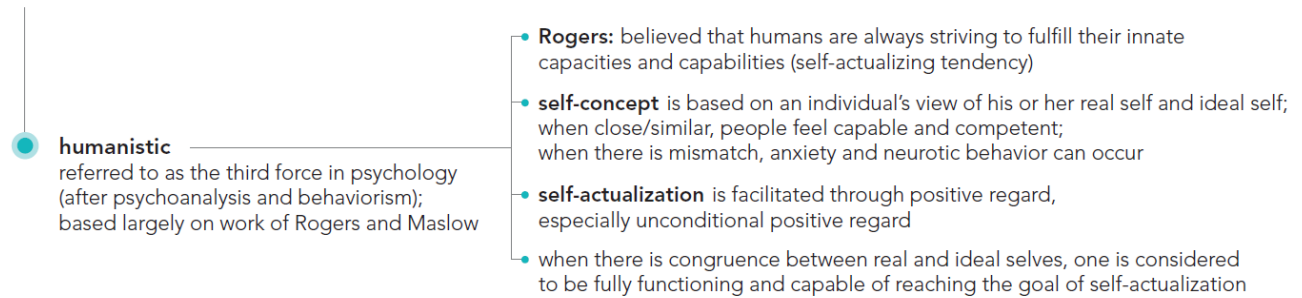 humanistic
referred to as the third force in psychology
(after psychoanalysis and behaviorism);
based largely on work of Rogers and Maslow
Rogers: believed that humans are always striving to fulfill their innate
capacities and capabilities (self-actualizing tendency)
self-concept is based on an individual’s view of his or her real self and ideal self;
when close/similar, people feel capable and competent;
when there is mismatch, anxiety and neurotic behavior can occur
self-actualization is facilitated through positive regard,
especially unconditional positive regard
when there is congruence between real and ideal selves, one is considered
to be fully functioning and capable of reaching the goal of self-actualization